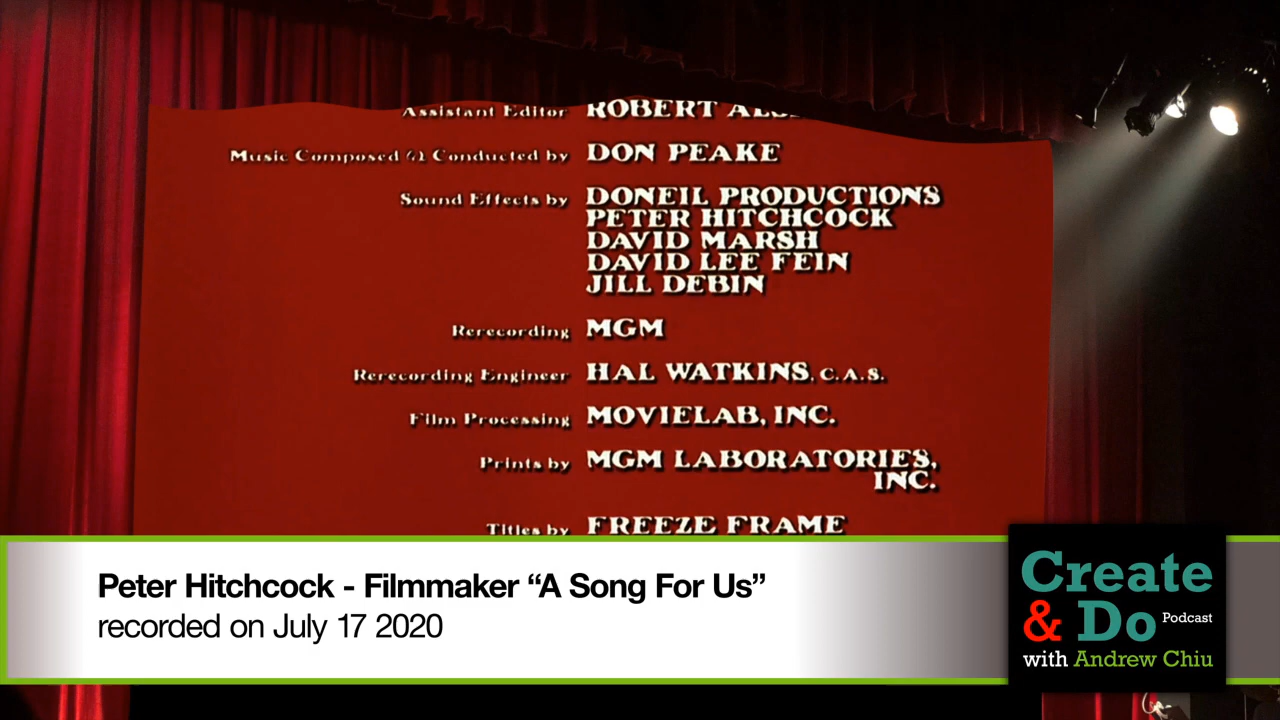 Assistant Editor ROBERT
Music Composed & Conducted by DON PEAKE
Sound Effects by DONEIL PRODUCTIONS
PETER HITCHCOCK
DAVID MARSH
DAVID LEE FEIN
JILL DEBIN
Rerecording MGM
Rerecording Engineer HAL WATKINS, C.A.S.
Film Processing MOVIELAB, INC.
Prints by MGM LABORATORIES,
INC.
Titles by FREEZE FRAME
Peter Hitchcock - Filmmaker “A Song For Us”
recorded on July 17 2020
Create
& Do Podcast
with Andrew Chiu